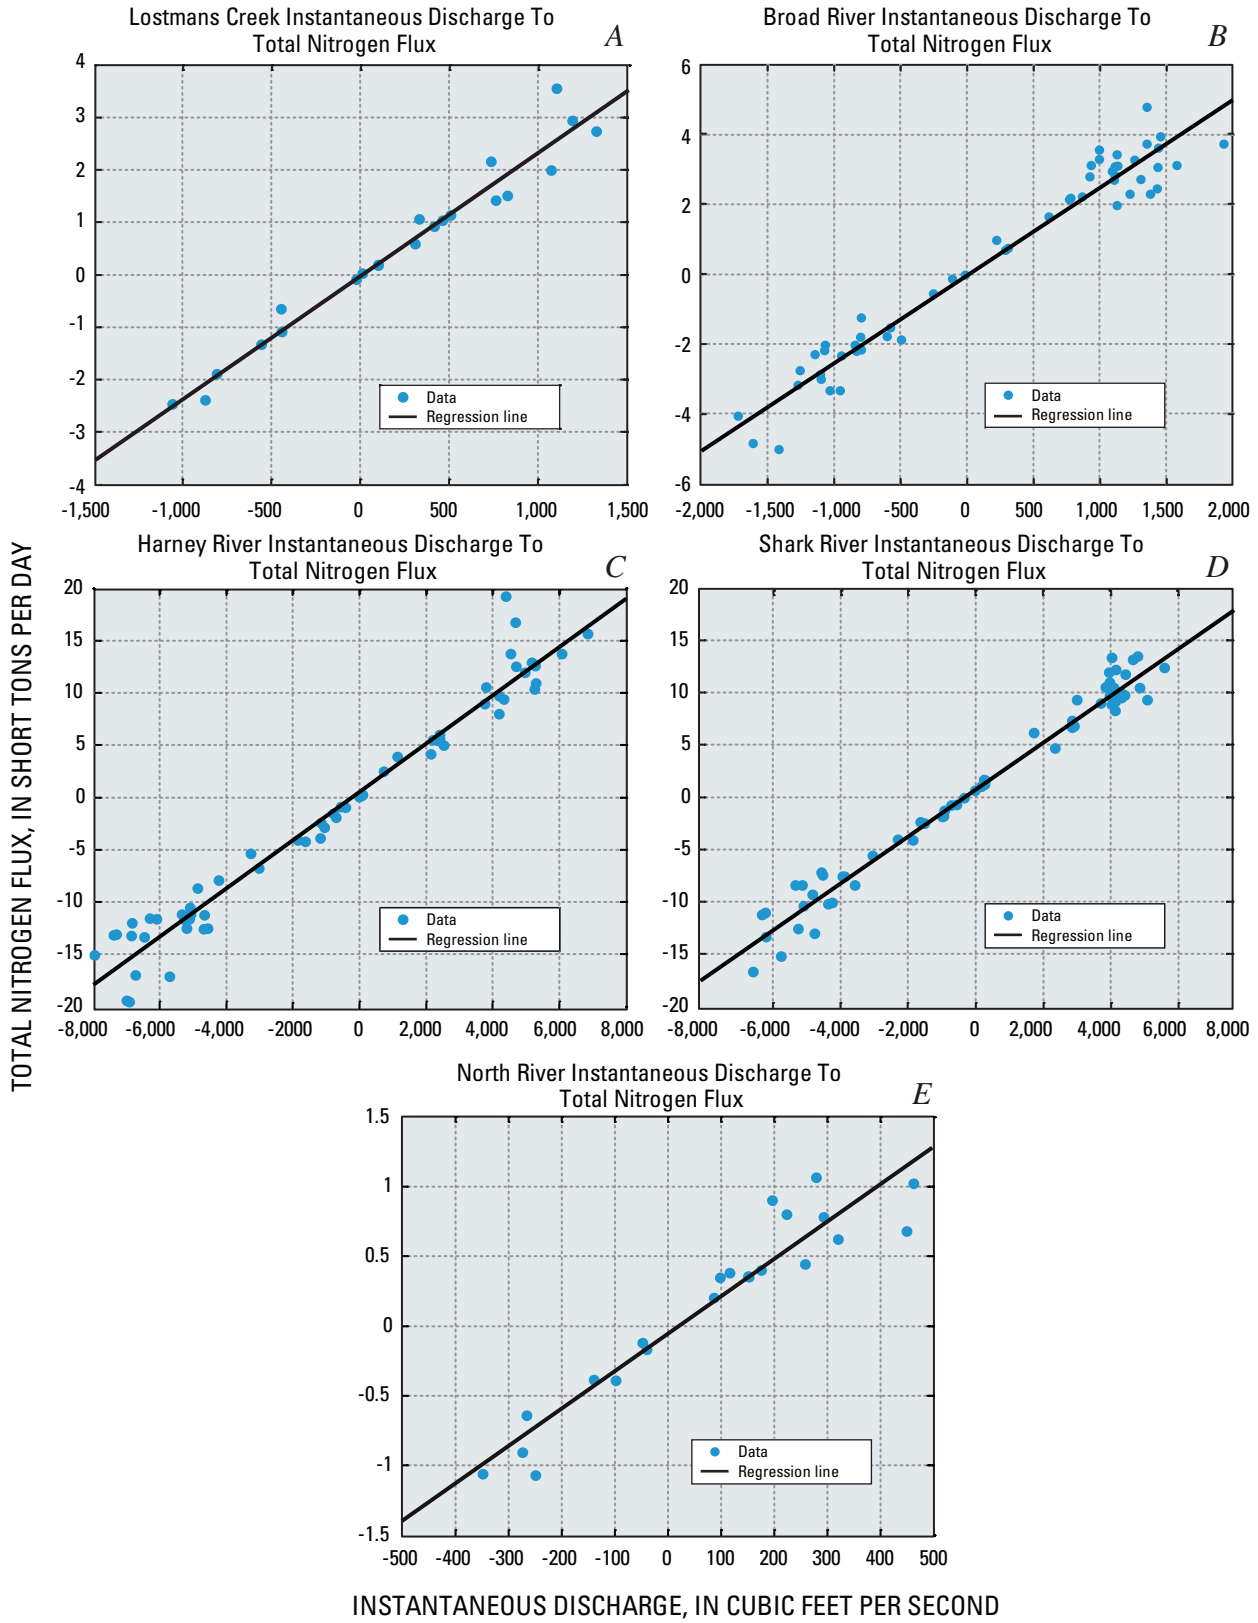 Lostmans Creek Instantaneous Discharge To
Total Nitrogen Flux
A
4
3
2
1
0
-1
-2
-3
-4
Data
Regression line
-1,500 -1,000 -500 0 500 1,000 1,500
Broad River Instantaneous Discharge To
Total Nitrogen Flux
B
6
4
2
0
-2
-4
-6
Data
Regression line
-2,000 -1,500 -1,000 -500 0 500 1,000 1,500 2,000
Harney River Instantaneous Discharge To
Total Nitrogen Flux
C
20
15
10
5
0
-5
-10
-15
-20
Data
Regression line
-8,000 -6,000 -4,000 -2,000 0 2,000 4,000 6,000 8,000
Shark River Instantaneous Discharge To
Total Nitrogen Flux
D
20
15
10
5
0
-5
-10
-15
-20
Data
Regression line
-8,000 -6,000 -4,000 -2,000 0 2,000 4,000 6,000 8,000
North River Instantaneous Discharge To
Total Nitrogen Flux
E
1.5
1
0.5
0
-0.5
-1
-1.5
Data
Regression line
-500 -400 -300 -200 -100 0 100 200 300 400 500
TOTAL NITROGEN FLUX, IN SHORT TONS PER DAY
INSTANTANEOUS DISCHARGE, IN CUBIC FEET PER SECOND